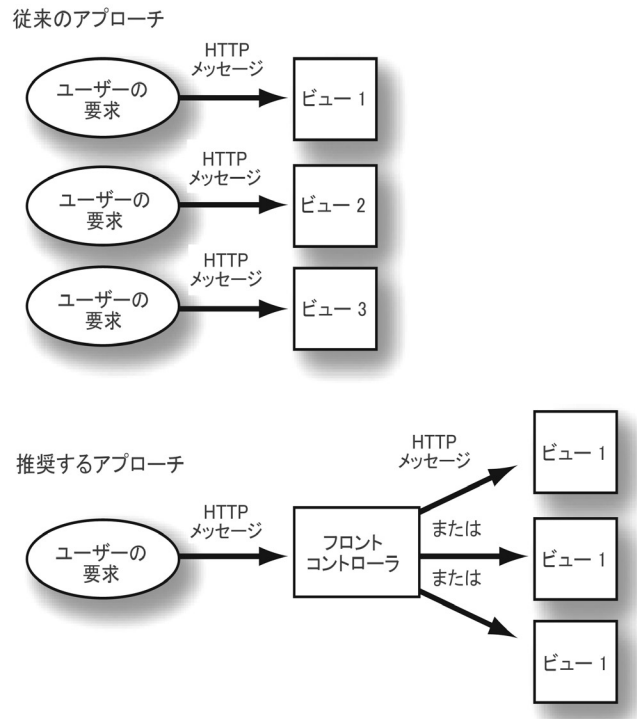 従来のアプローチ
HTTP
メッセージ
ユーザーの
要求
ビュー 1
HTTP
メッセージ
ユーザーの
要求
ビュー 2
HTTP
メッセージ
ユーザーの
要求
ビュー 3
推奨するアプローチ
HTTP
メッセージ
ビュー 1
HTTP
メッセージ
ユーザーの
要求
フロント
コントローラ
または
ビュー 1
または
ビュー 1